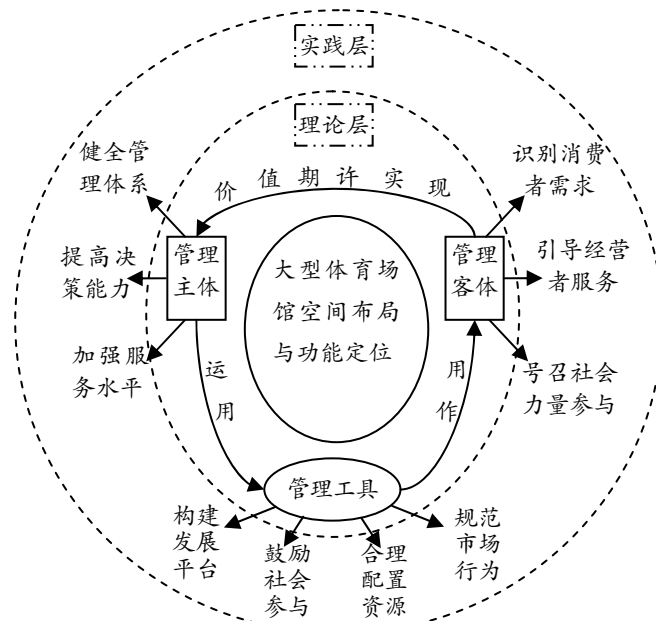 实践层
理论层
健全管
理体系
识别消费
者需求
价值期许实现
管理
主体
管理
客体
提高决
策能力
引导经营
者服务
大型体育场
馆空间布局
与功能定位
加强服
务水平
号召社会
力量参与
运用
用作
管理工具
构建
发展
平台
鼓励
社会
参与
合理
配置
资源
规范
市场
行为